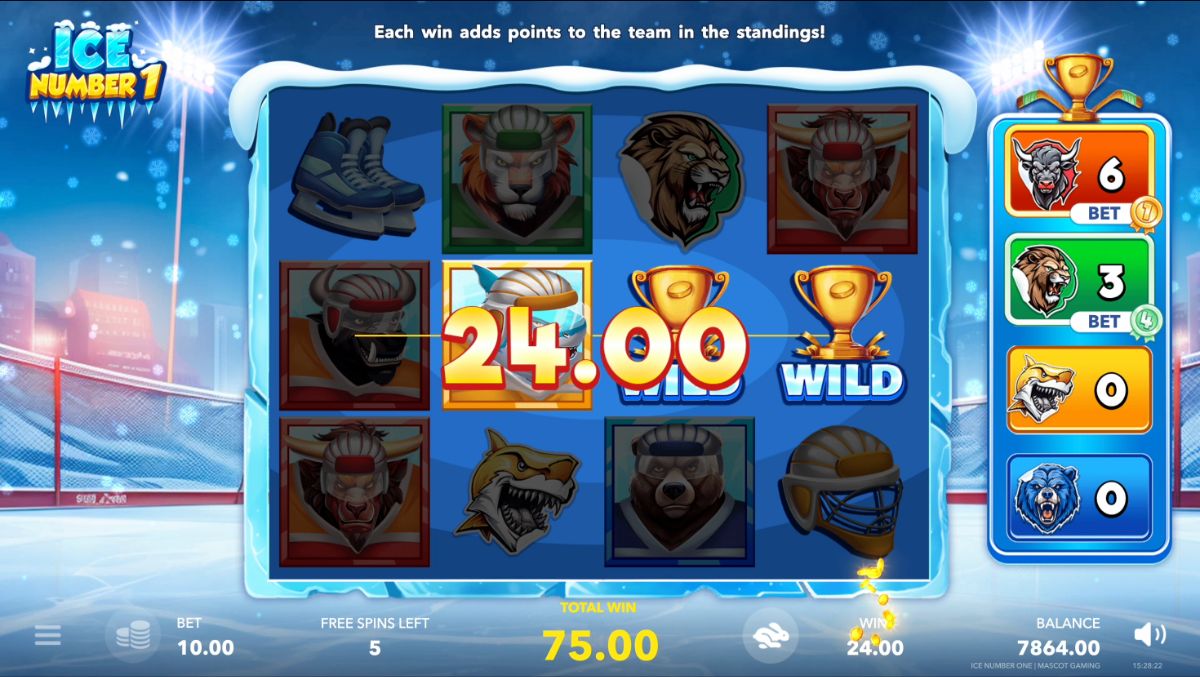 Each win adds points to the team in the standings!
ICE
NUMBER 1
6
BET
1
3
BET
4
0
0
24.00
WILD
WILD
TOTAL WIN
75.00
BET
10.00
FREE SPINS LEFT
5
WIN
24.00
BALANCE
7864.00
ICE NUMBER ONE | MASCOT GAMING
15:28:22